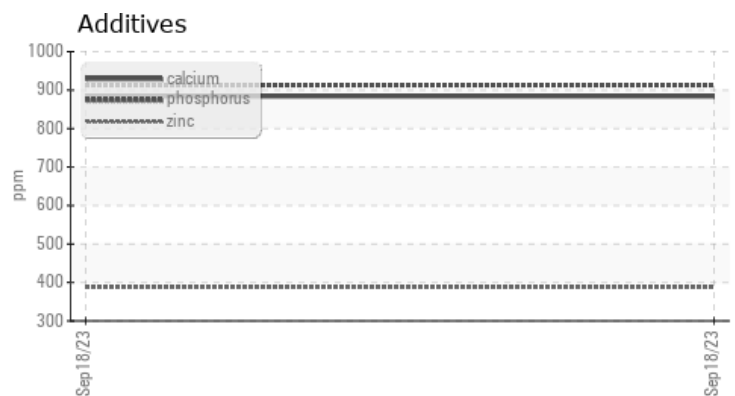 Additives
1000
900
800
700
600
500
400
300
ppm
calcium
phosphorus
zinc
Sep18/23
Sep18/23